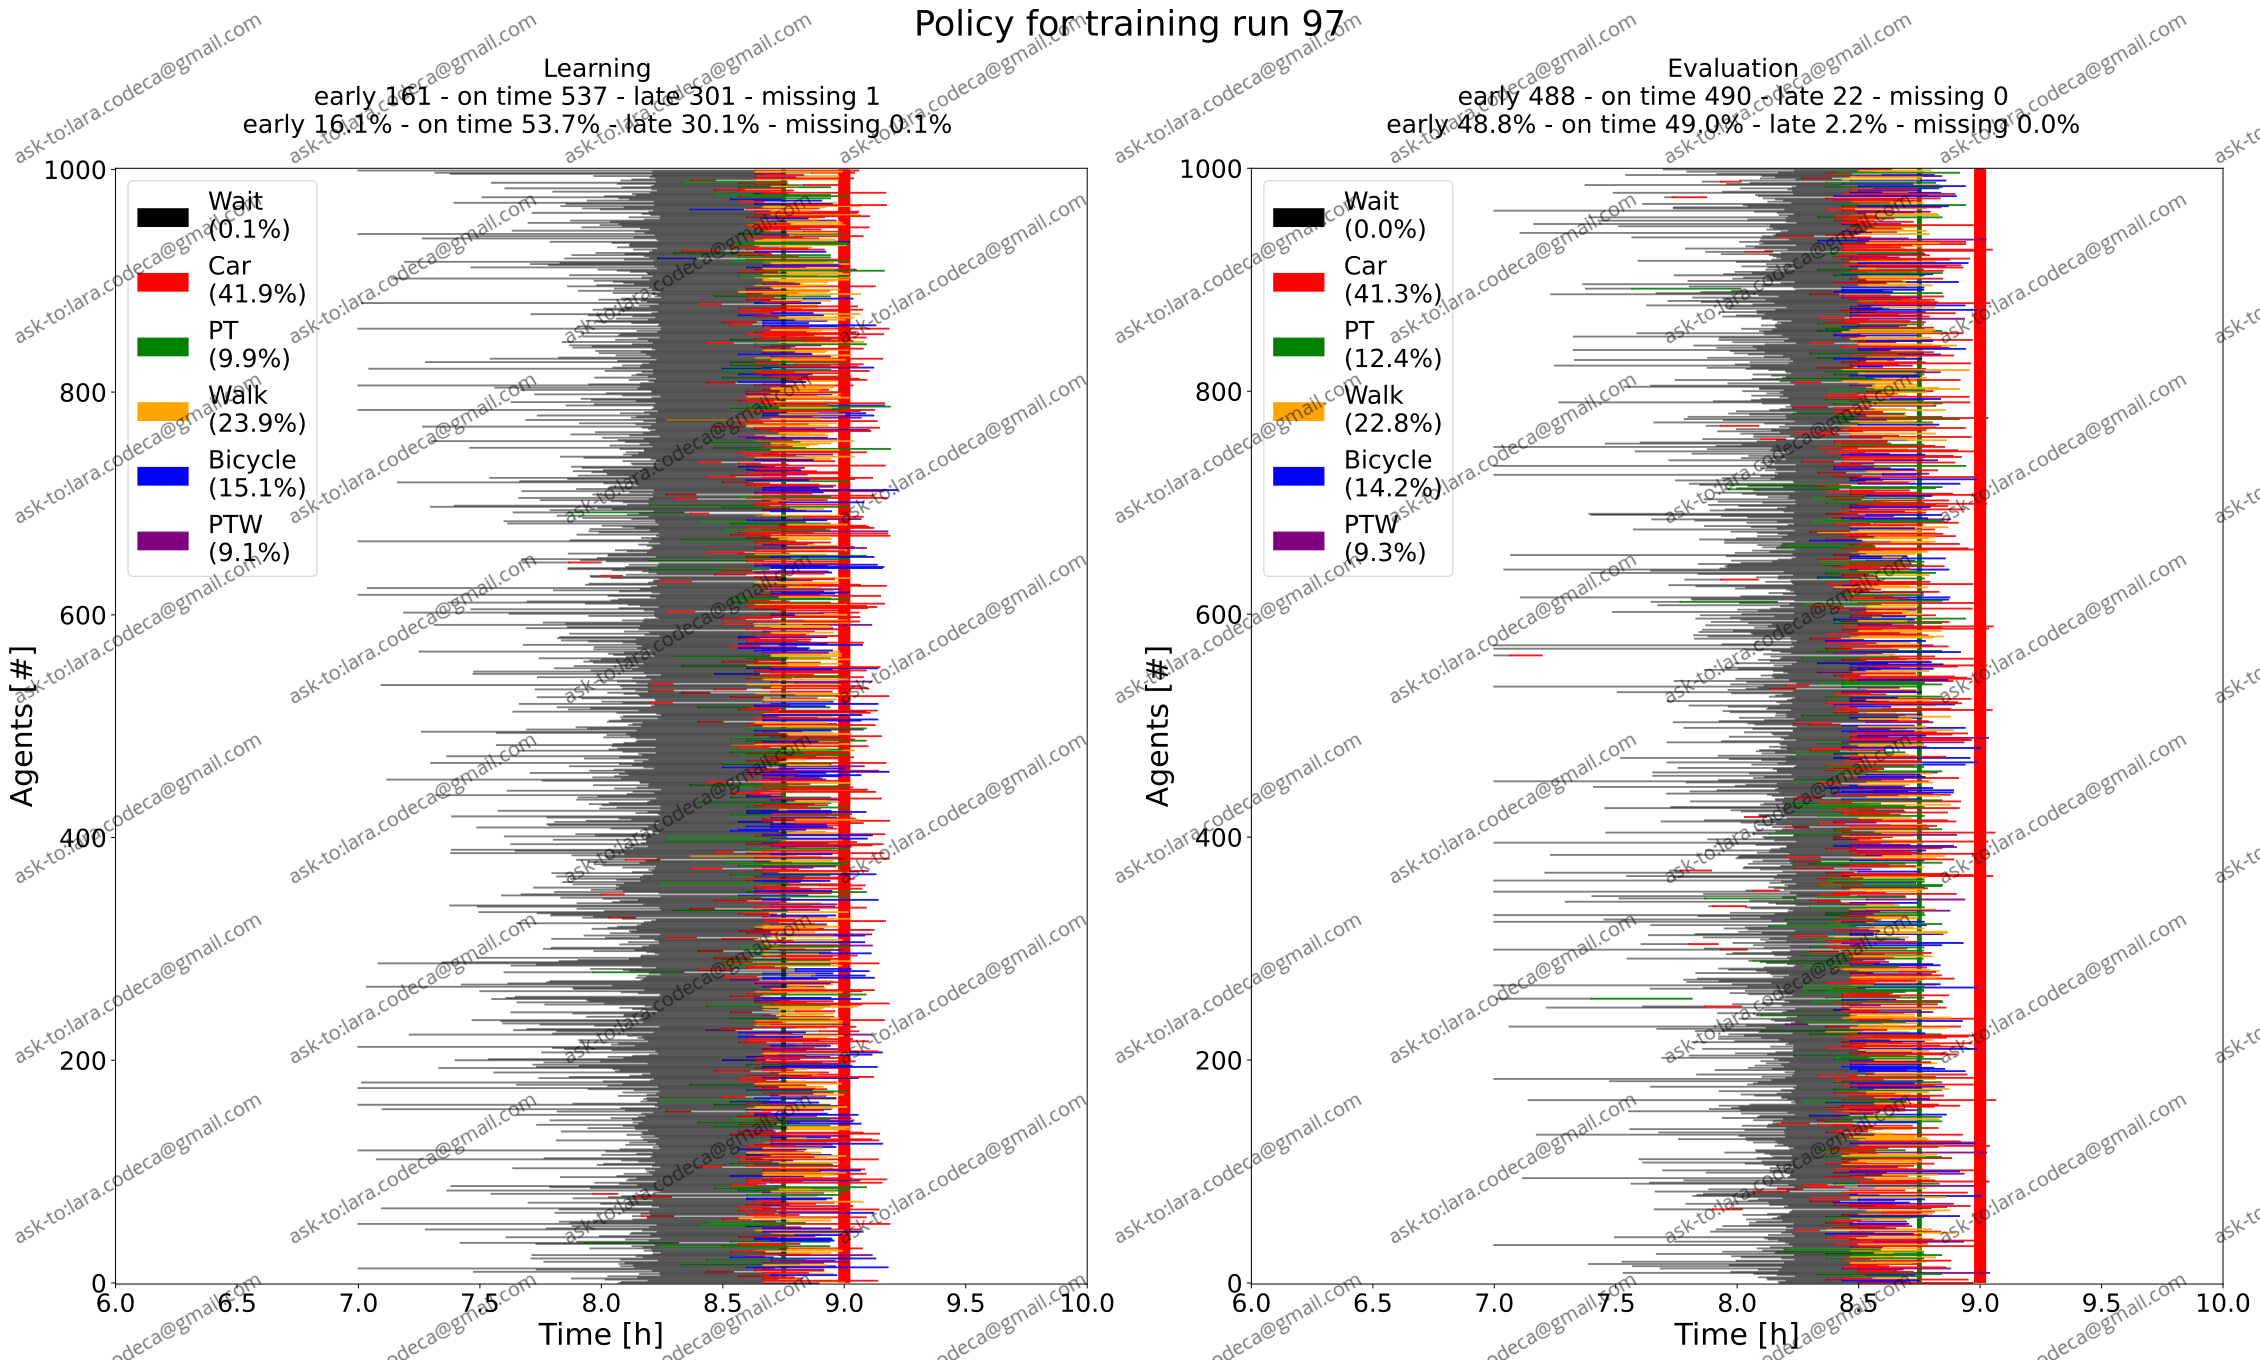 Policy for training run 97
Learning
early 161 - on time 537 - late 301 - missing 1
early 16.1% - on time 53.7% - late 30.1% - missing 0.1%
Evaluation
early 488 - on time 490 - late 22 - missing 0
early 48.8% - on time 49.0% - late 2.2% - missing 0.0%
1000
800
600
400
200
0
Agents [#]
Wait
(0.1%)
Car
(41.9%)
PT
(9.9%)
Walk
(23.9%)
Bicycle
(15.1%)
PTW
(9.1%)
6.0 6.5 7.0 7.5 8.0 8.5 9.0 9.5 10.0
Time [h]
1000
800
600
400
200
0
Agents [#]
Wait
(0.0%)
Car
(41.3%)
PT
(12.4%)
Walk
(22.8%)
Bicycle
(14.2%)
PTW
(9.3%)
6.0 6.5 7.0 7.5 8.0 8.5 9.0 9.5 10.0
Time [h]
ask-to:lara.codeca@gmail.com